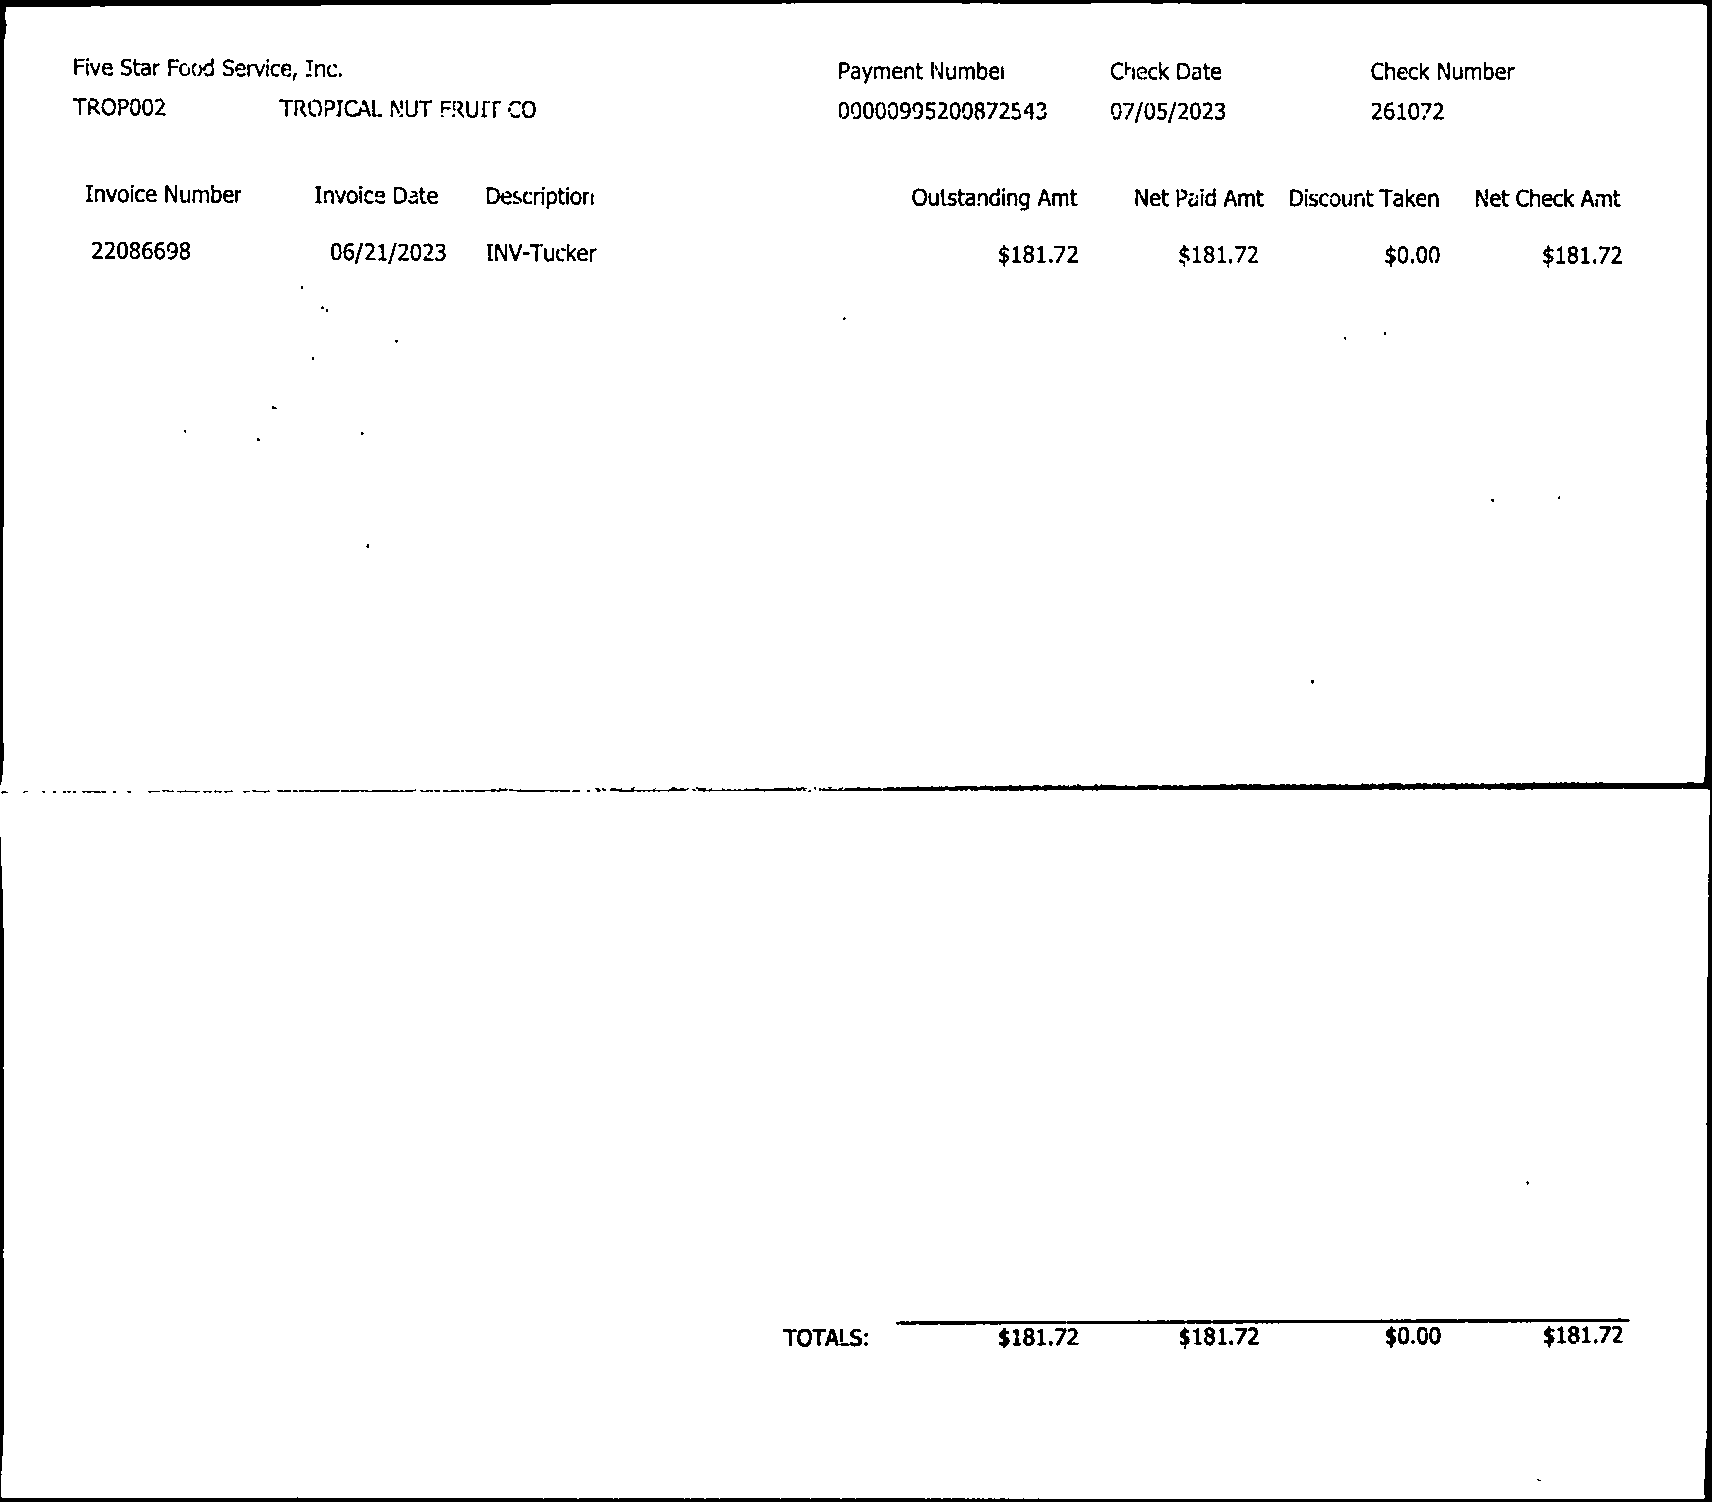 Five Star Food Service, Inc. Payment Number Check Date Check Number
TROP002 TROPICAL NUT FRUIT CO 00000995200872543 07/05/2023 261072
Invoice Number Invoice Date Description Outstanding Amt Net Paid Amt Discount Taken Net Check Amt
22086698 06/21/2023 INV-Tucker $181.72 $181.72 $0.00 $181.72
TOTALS: $181.72 $181.72 $0.00 $181.72